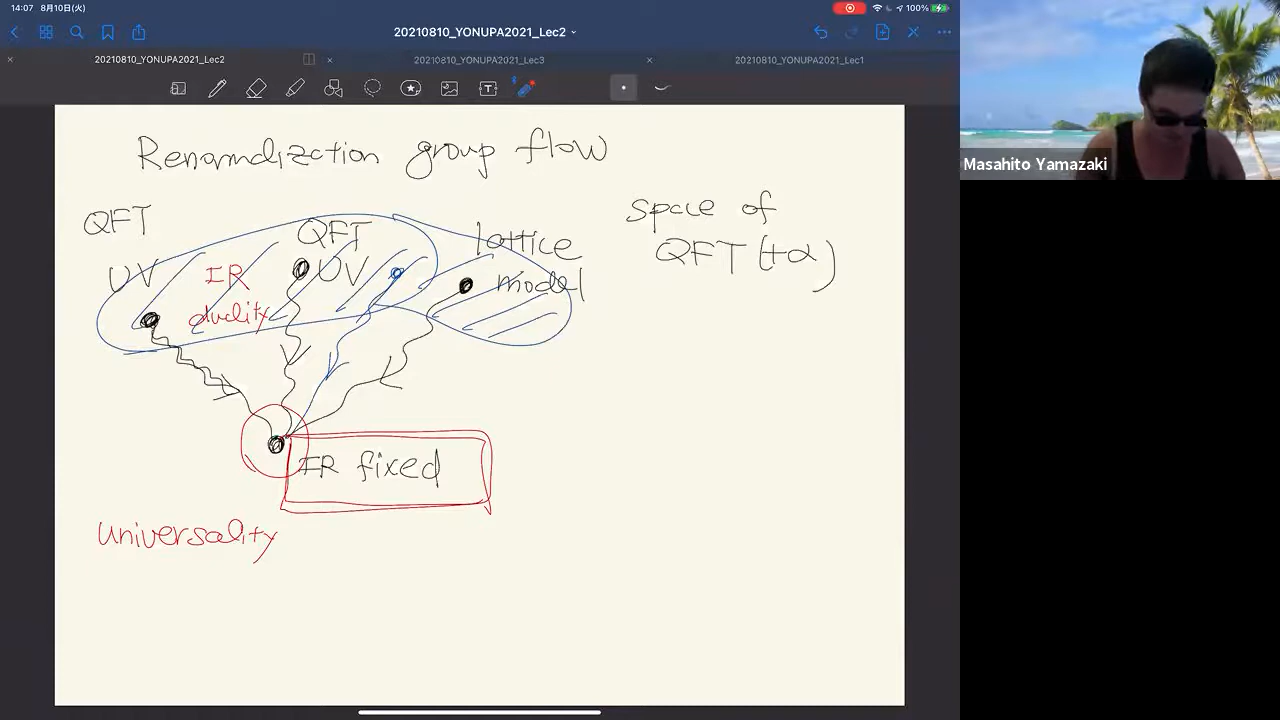 14:07 8月10日(火)
100%
20210810_YONUPA2021_Lec2
20210810_YONUPA2021_Lec2
20210810_YONUPA2021_Lec3
20210810_YONUPA2021_Lec1
Renormalization group flow
space of
QFT (+α)
QFT
UV
IR
duality
QFT
UV
lattice
model
IR fixed
universality
Masahito Yamazaki